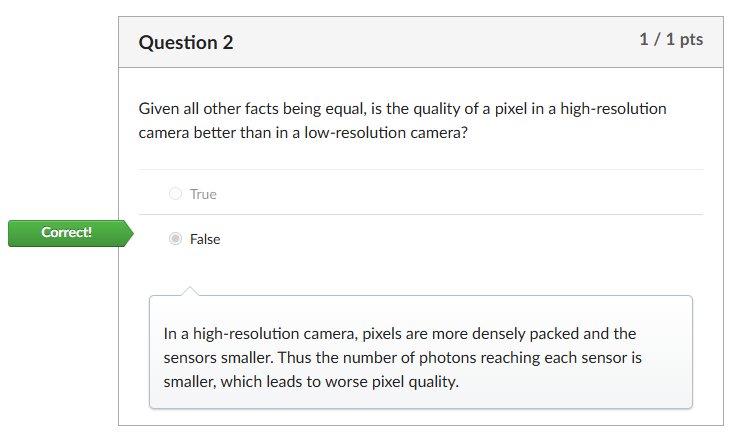 Question 2
1 / 1 pts
Given all other facts being equal, is the quality of a pixel in a high-resolution
camera better than in a low-resolution camera?
True
Correct!
False
In a high-resolution camera, pixels are more densely packed and the
sensors smaller. Thus the number of photons reaching each sensor is
smaller, which leads to worse pixel quality.